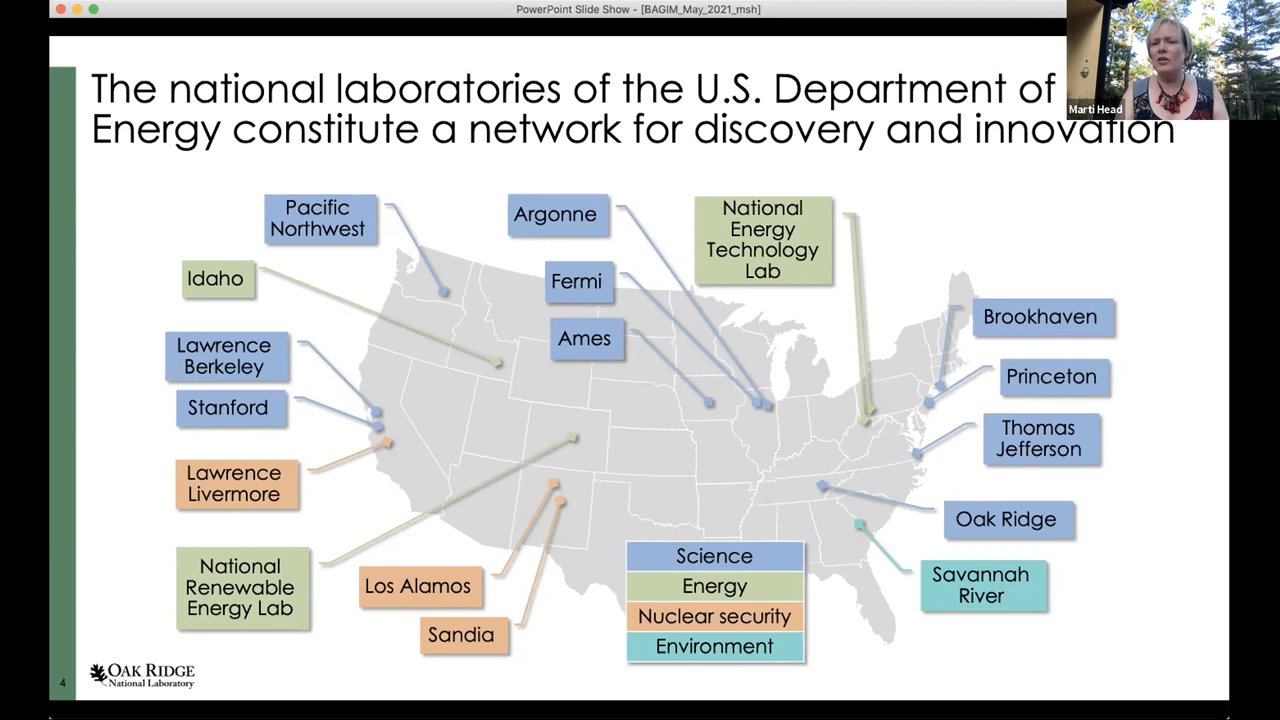 PowerPoint Slide Show - [BAGIM_May_2021_msh]
The national laboratories of the U.S. Department of
Energy constitute a network for discovery and innovation
Marti Head
Pacific
Northwest
Argonne
National
Energy
Technology
Lab
Idaho
Fermi
Ames
Brookhaven
Lawrence
Berkeley
Princeton
Stanford
Thomas
Jefferson
Lawrence
Livermore
Oak Ridge
National
Renewable
Energy Lab
Los Alamos
Sandia
Science
Energy
Nuclear security
Environment
Savannah
River
4
OAK RIDGE
National Laboratory